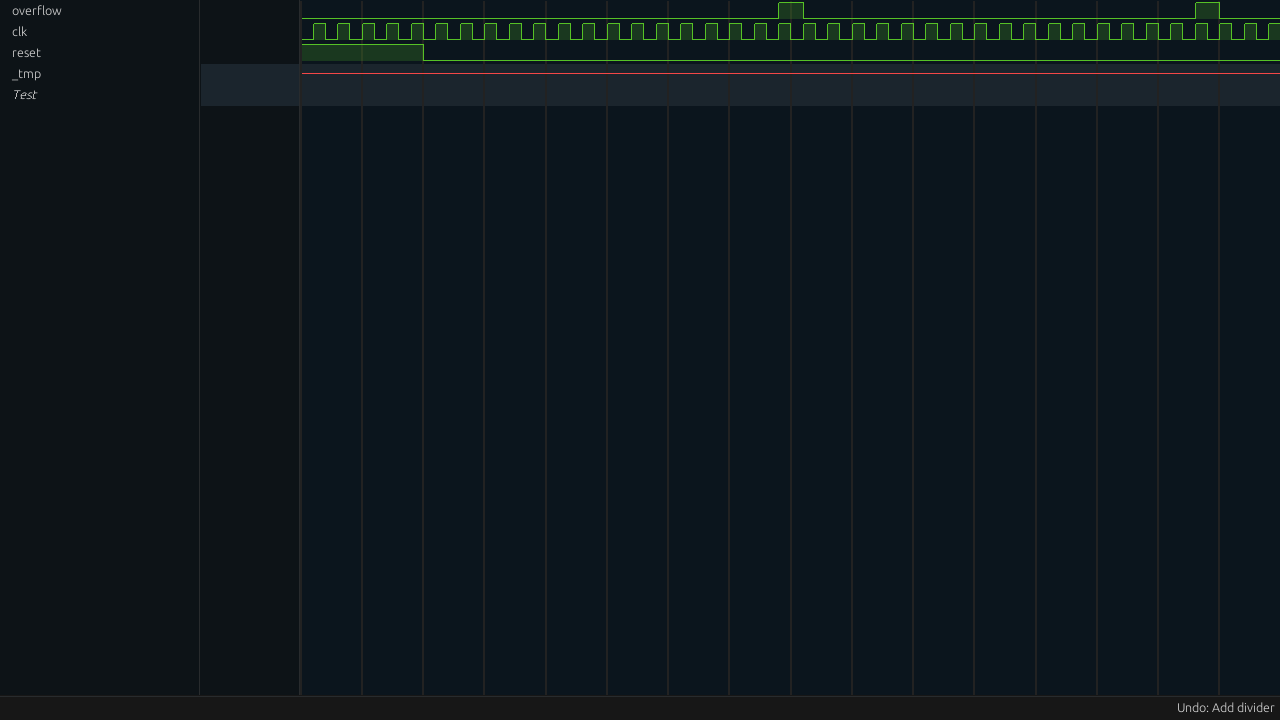 overflow
clk
reset
_tmp
Test
Undo: Add divider